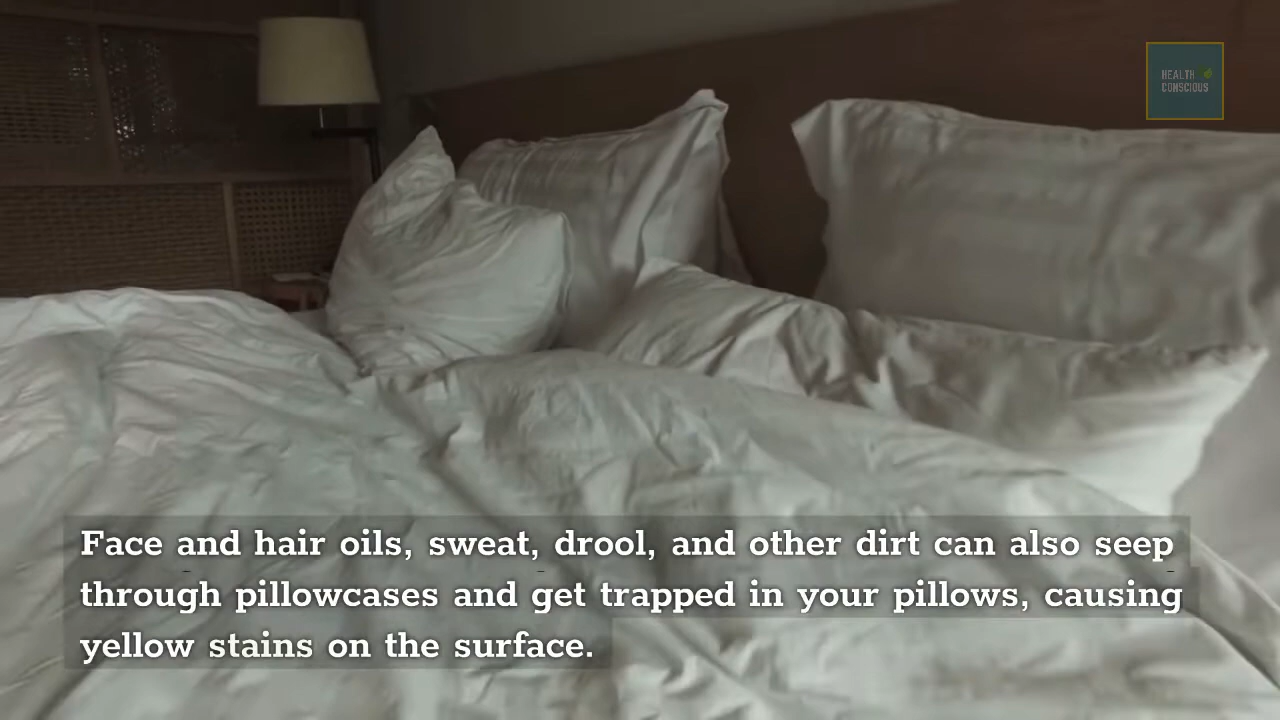 HEALTH
CONSCIOUS
Face and hair oils, sweat, drool, and other dirt can also seep
through pillowcases and get trapped in your pillows, causing
yellow stains on the surface.